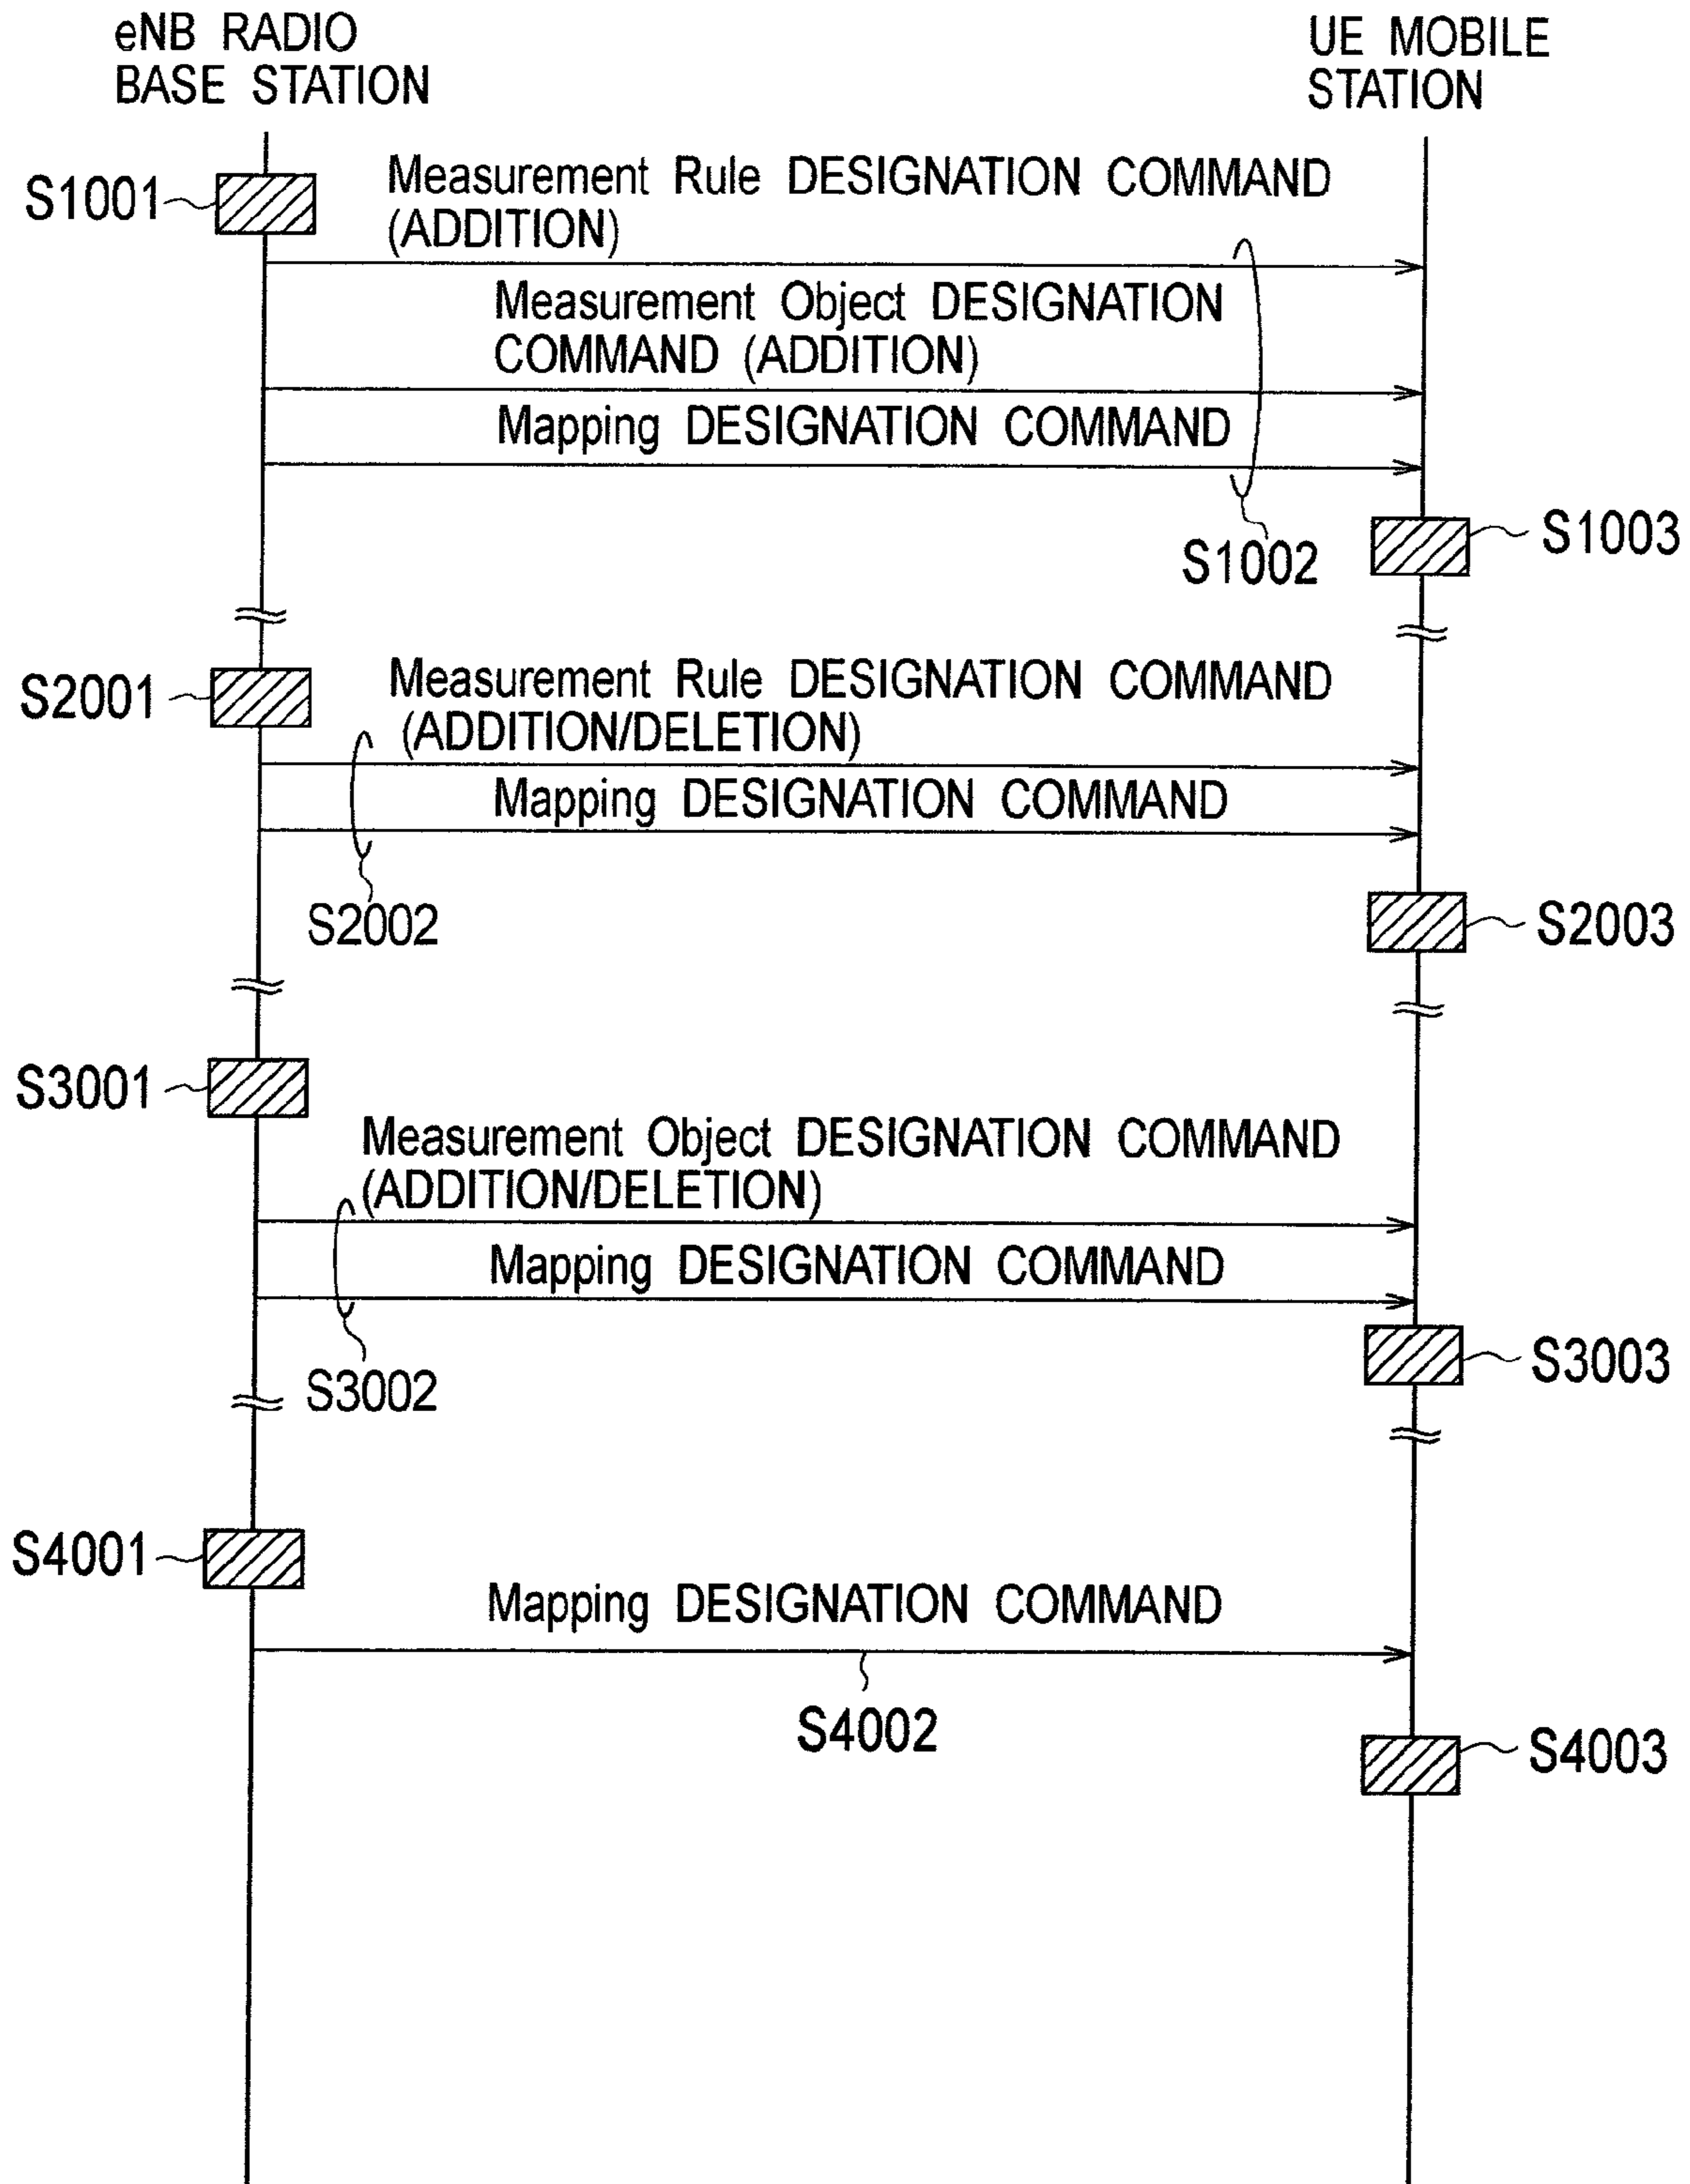 eNB RADIO
BASE STATION
UE MOBILE
STATION
S1001
Measurement Rule DESIGNATION COMMAND
(ADDITION)
Measurement Object DESIGNATION
COMMAND (ADDITION)
Mapping DESIGNATION COMMAND
S1002
S1003
S2001
Measurement Rule DESIGNATION COMMAND
(ADDITION/DELETION)
Mapping DESIGNATION COMMAND
S2002
S2003
S3001
Measurement Object DESIGNATION COMMAND
(ADDITION/DELETION)
Mapping DESIGNATION COMMAND
S3002
S3003
S4001
Mapping DESIGNATION COMMAND
S4002
S4003